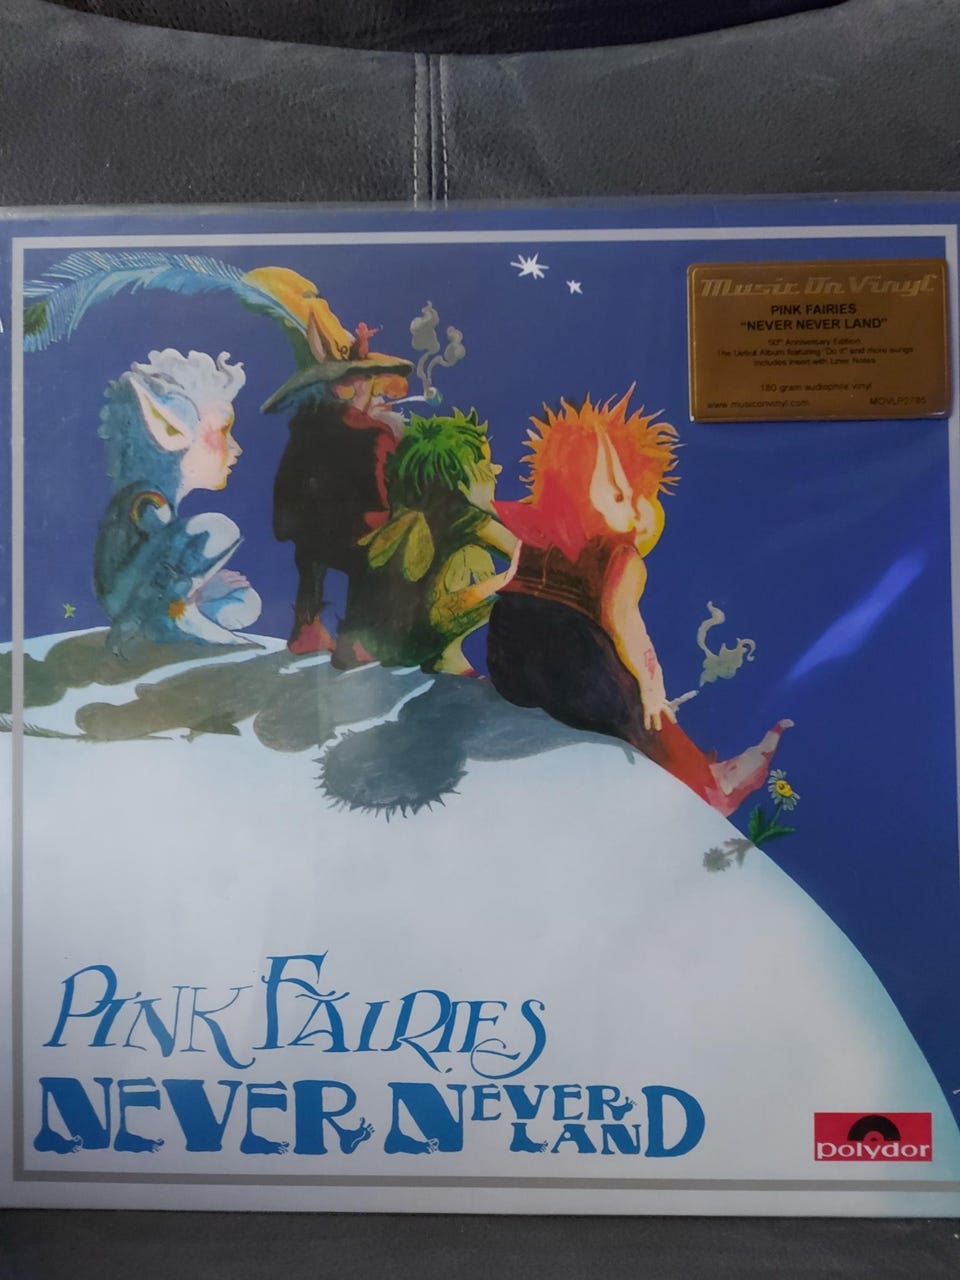 Music On Vinyl
PINK FAIRIES
"NEVER NEVER LAND"
50th Anniversary Edition
The Debut Album featuring "Do It" and more songs
Includes insert with Liner Notes
180 gram audiophile vinyl
www.musiconvinyl.com MOVLP2785
PINK FAIRIES
NEVER NEVER LAND
polydor